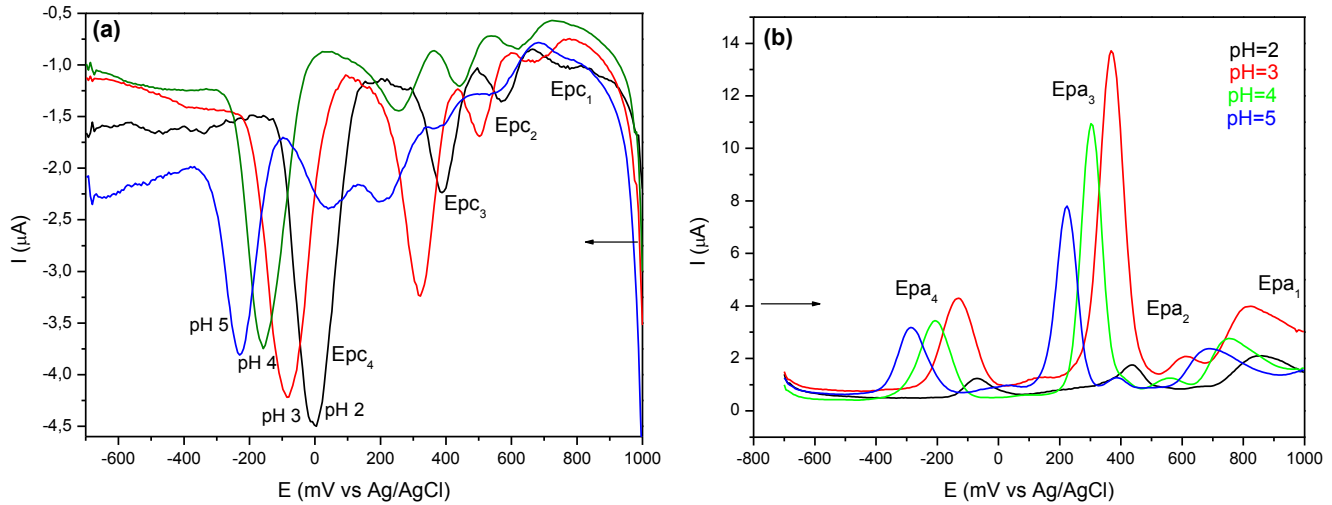 (a)
-0,5
-1,0
-1,5
-2,0
-2,5
-3,0
-3,5
-4,0
-4,5
I (μA)
Epc₁
Epc₂
Epc₃
Epc₄
pH 5
pH 4
pH 3
pH 2
-600 -400 -200 0 200 400 600 800 1000
E (mV vs Ag/AgCl)
(b)
14
12
10
8
6
4
2
0
I (μA)
pH=2
pH=3
pH=4
pH=5
Epa₃
Epa₄
Epa₁
Epa₂
-800 -600 -400 -200 0 200 400 600 800 1000
E (mV vs Ag/AgCl)